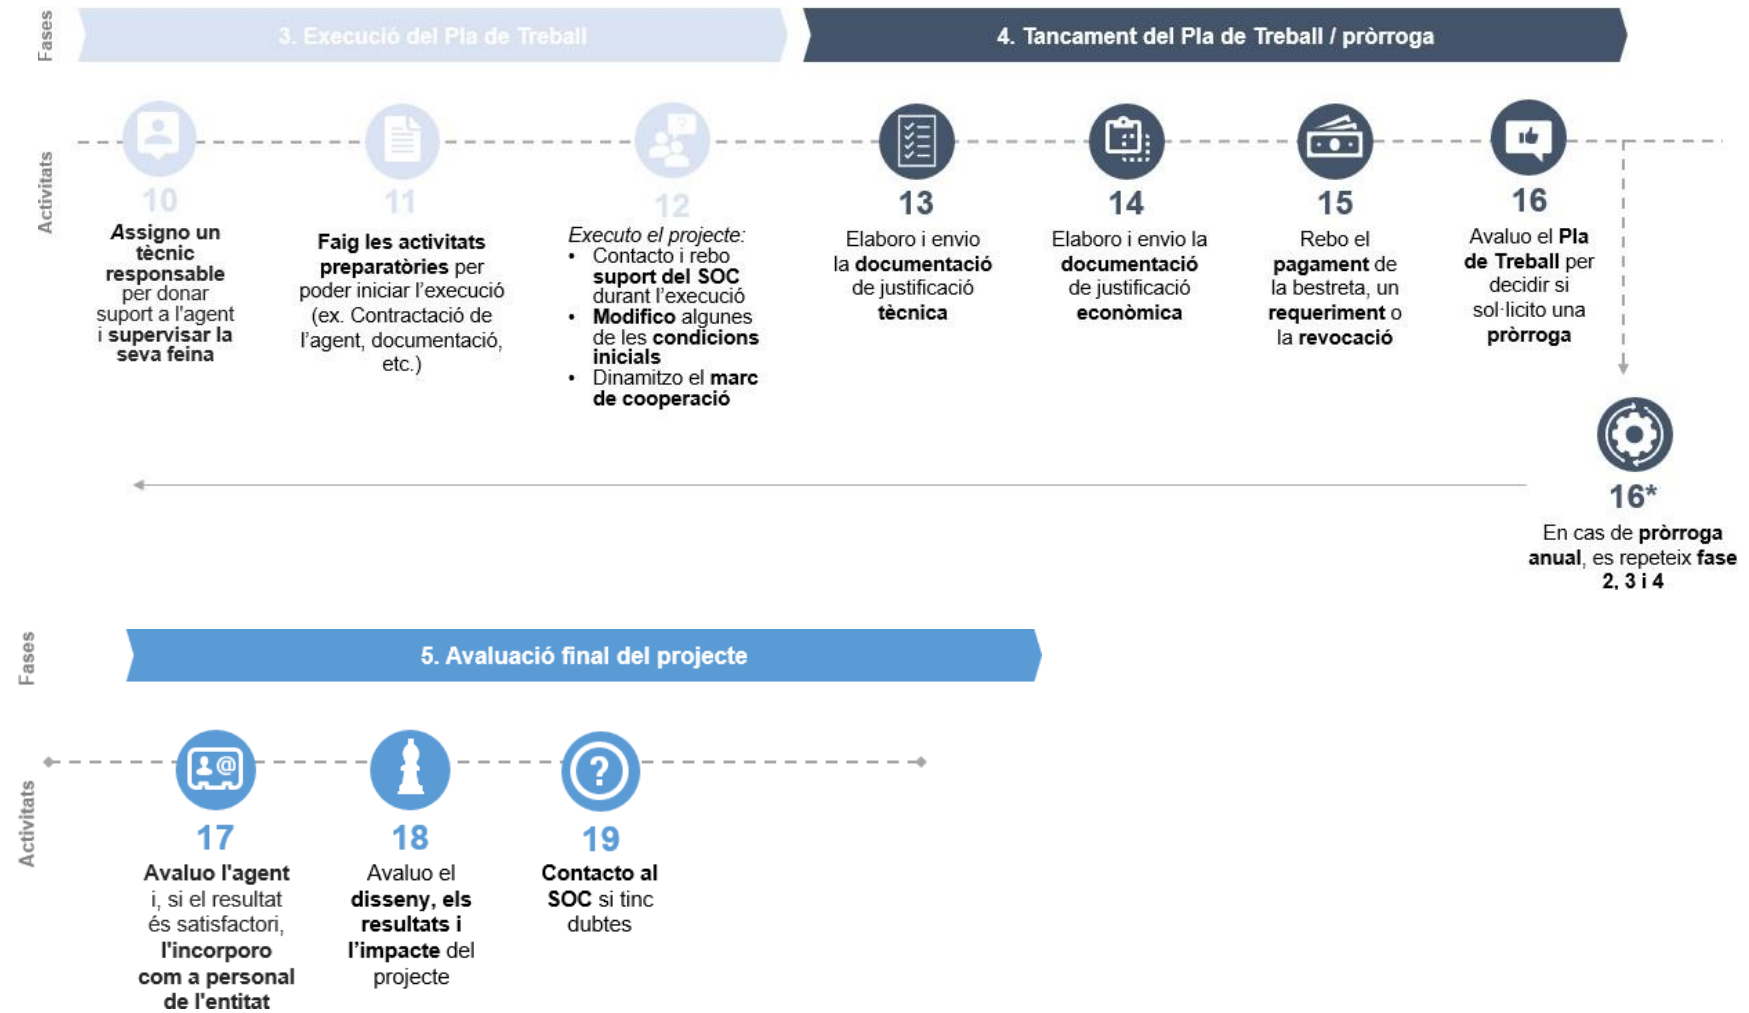 Fases
3. Execució del Pla de Treball
4. Tancament del Pla de Treball / pròrroga
Activitats
10
Assigno un
tècnic
responsable
per donar
suport a l'agent
i supervisar la
seva feina
11
Faig les activitats
preparatòries per
poder iniciar l’execució
(ex. Contractació de
l’agent, documentació,
etc.)
12
Executo el projecte:
• Contacto i rebo
suport del SOC
durant l’execució
• Modifico algunes
de les condicions
inicials
• Dinamitzo el marc
de cooperació
13
Elaboro i envio
la documentació
de justificació
tècnica
14
Elaboro i envio la
documentació
de justificació
econòmica
15
Rebo el
pagament de
la bestreta, un
requeriment o
la revocació
16
Avaluo el Pla
de Treball per
decidir si
sol·licito una
pròrroga
16*
En cas de pròrroga
anual, es repeteix fase
2, 3 i 4
Fases
5. Avaluació final del projecte
Activitats
17
Avaluo l'agent
i, si el resultat
és satisfactori,
l'incorporo
com a personal
de l'entitat
18
Avaluo el
disseny, els
resultats i
l’impacte del
projecte
19
Contacto al
SOC si tinc
dubtes